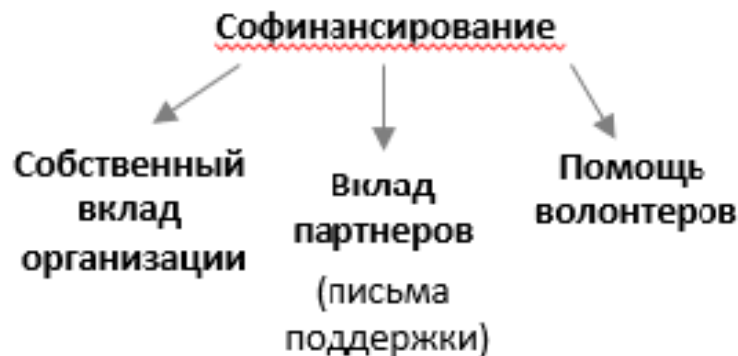 Софинансирование
Собственный
вклад
организации
Вклад
партнеров
(письма
поддержки)
Помощь
волонтеров